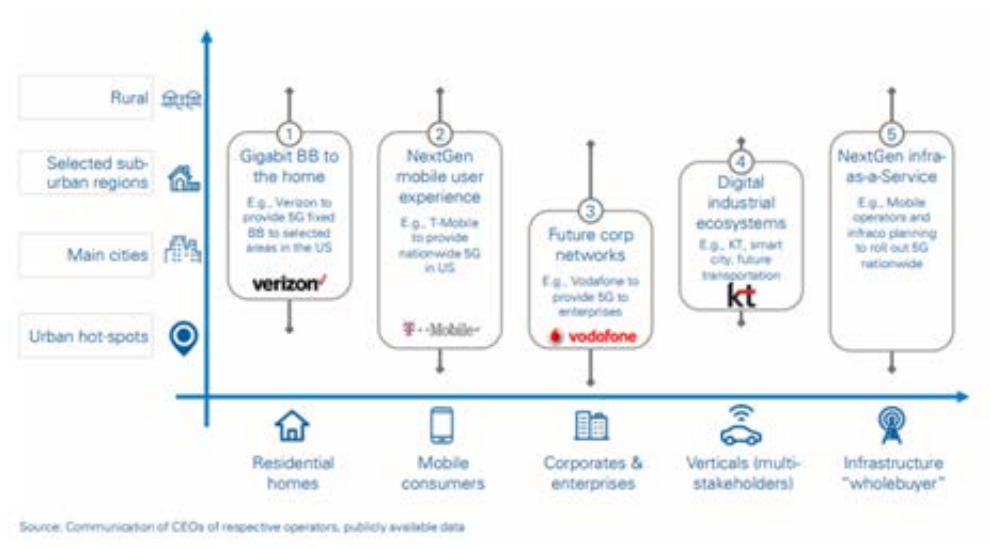 Rural
Selected sub-
urban regions
Main cities
Urban hot-spots
1
Gigabit BB to
the home
E.g., Verizon to
provide 5G fixed
BB to selected
areas in the US
verizon
2
NextGen
mobile user
experience
E.g., T-Mobile
to provide
nationwide 5G
in US
T··Mobile
3
Future corp
networks
E.g., Vodafone to
provide 5G to
enterprises
vodafone
4
Digital
industrial
ecosystems
E.g., KT, smart
city, future
transportation
kt
5
NextGen infra-
as-a-Service
E.g., Mobile
operators and
infraco planning
to roll out 5G
nationwide
Residential
homes
Mobile
consumers
Corporates &
enterprises
Verticals (multi-
stakeholders)
Infrastructure
"wholebuyer"
Source: Communication of CEOs of respective operators, publicly available data